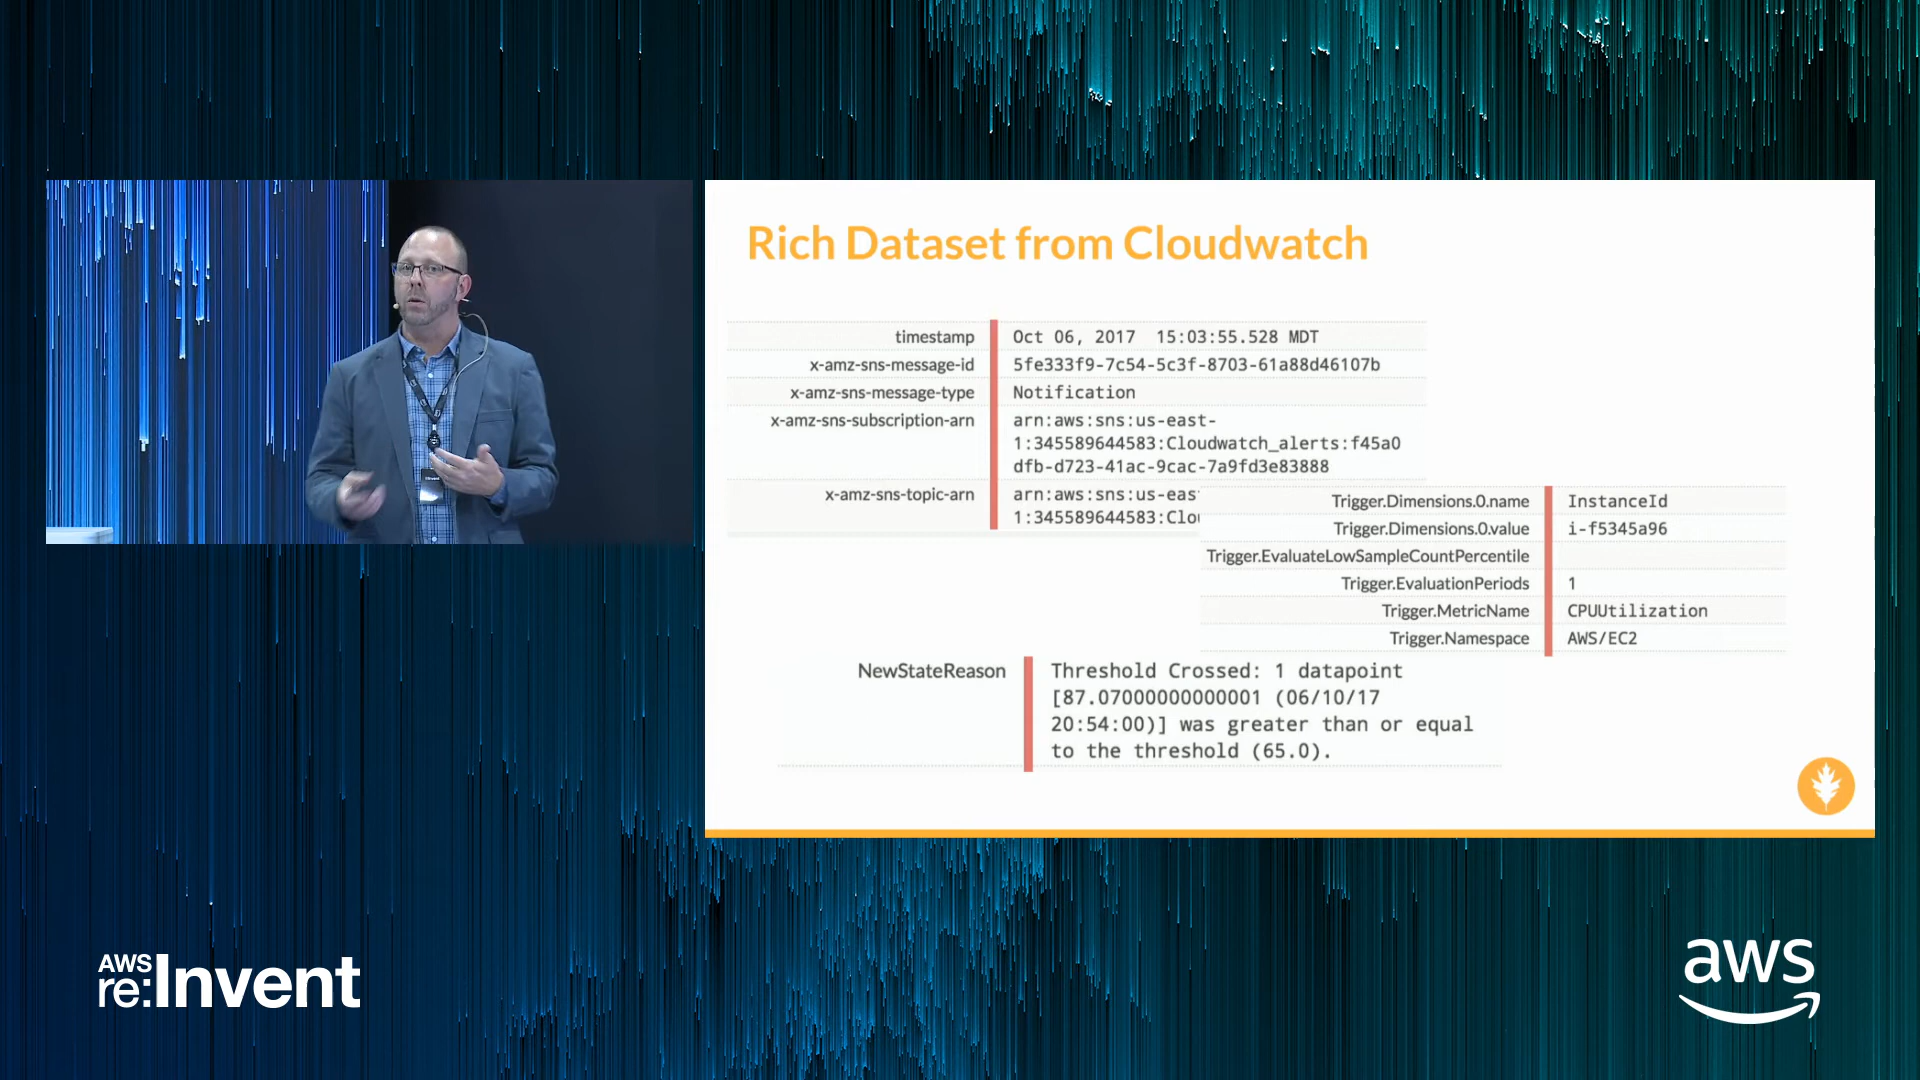 Rich Dataset from Cloudwatch
timestamp Oct 06, 2017 15:03:55.528 MDT
x-amz-sns-message-id 5fe333f9-7c54-5c3f-8703-61a88d46107b
x-amz-sns-message-type Notification
x-amz-sns-subscription-arn arn:aws:sns:us-east-
1:345589644583:Cloudwatch_alerts:f45a0
dfb-d723-41ac-9cac-7a9fd3e83888
x-amz-sns-topic-arn arn:aws:sns:us-eas
1:345589644583:Clo
Trigger.Dimensions.0.name InstanceId
Trigger.Dimensions.0.value i-f5345a96
Trigger.EvaluateLowSampleCountPercentile
Trigger.EvaluationPeriods 1
Trigger.MetricName CPUUtilization
Trigger.Namespace AWS/EC2
NewStateReason Threshold Crossed: 1 datapoint
[87.07000000000001 (06/10/17
20:54:00)] was greater than or equal
to the threshold (65.0).
AWS
re:Invent
aws